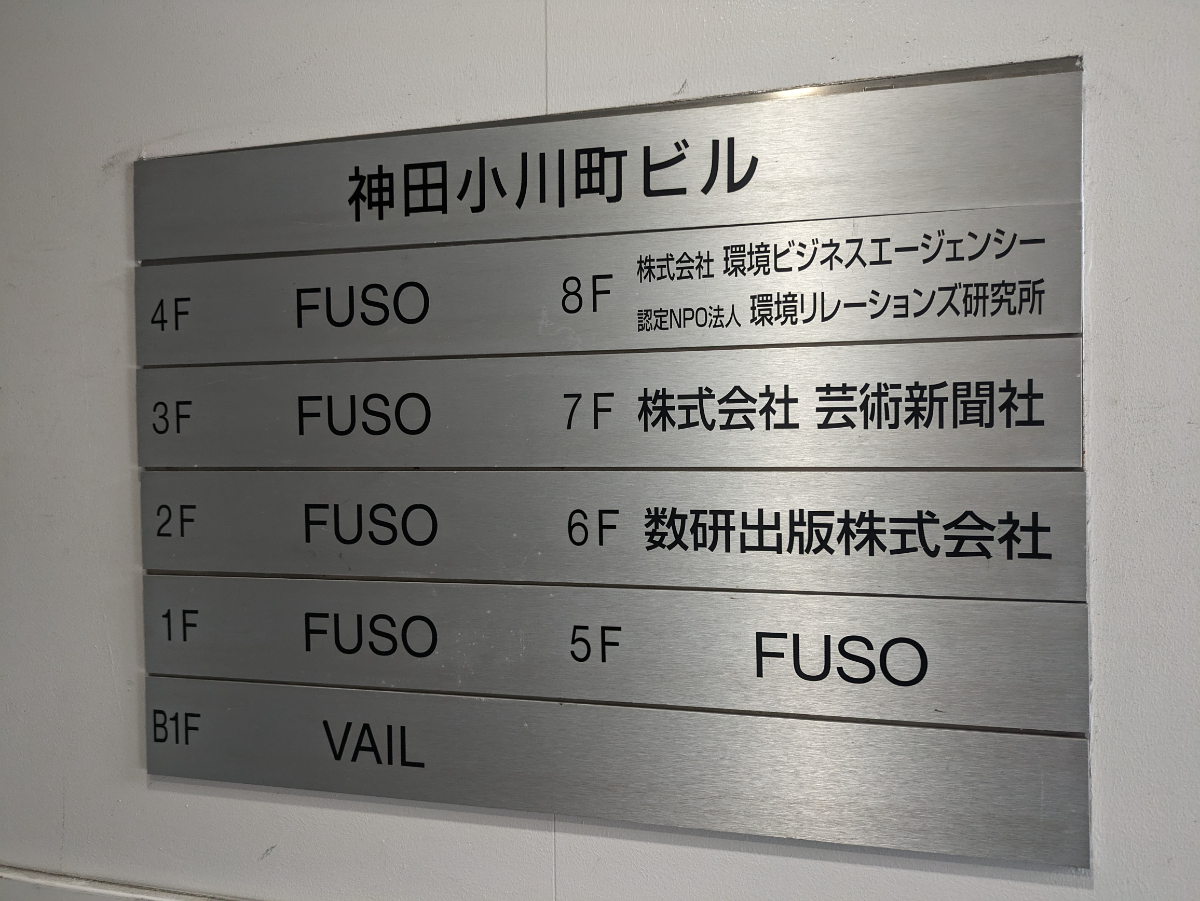 神田小川町ビル
4F FUSO
8F 株式会社 環境ビジネスエージェンシー
認定NPO法人 環境リレーションズ研究所
3F FUSO
7F 株式会社 芸術新聞社
2F FUSO
6F 数研出版株式会社
1F FUSO
5F FUSO
B1F VAIL